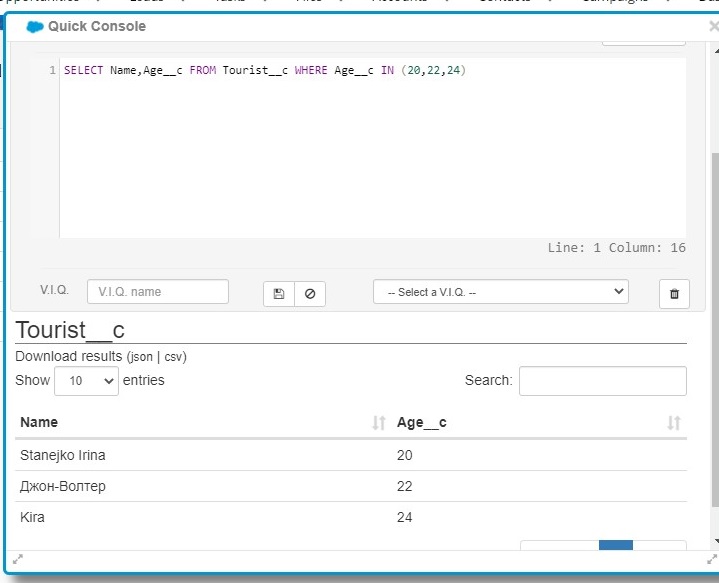 Quick Console
1 SELECT Name,Age__c FROM Tourist__c WHERE Age__c IN (20,22,24)
Line: 1 Column: 16
V.I.Q. V.I.Q. name -- Select a V.I.Q. --
Tourist__c
Download results (json | csv)
Show 10 entries Search:
Name Age__c
Stanejko Irina 20
Джон-Волтер 22
Kira 24